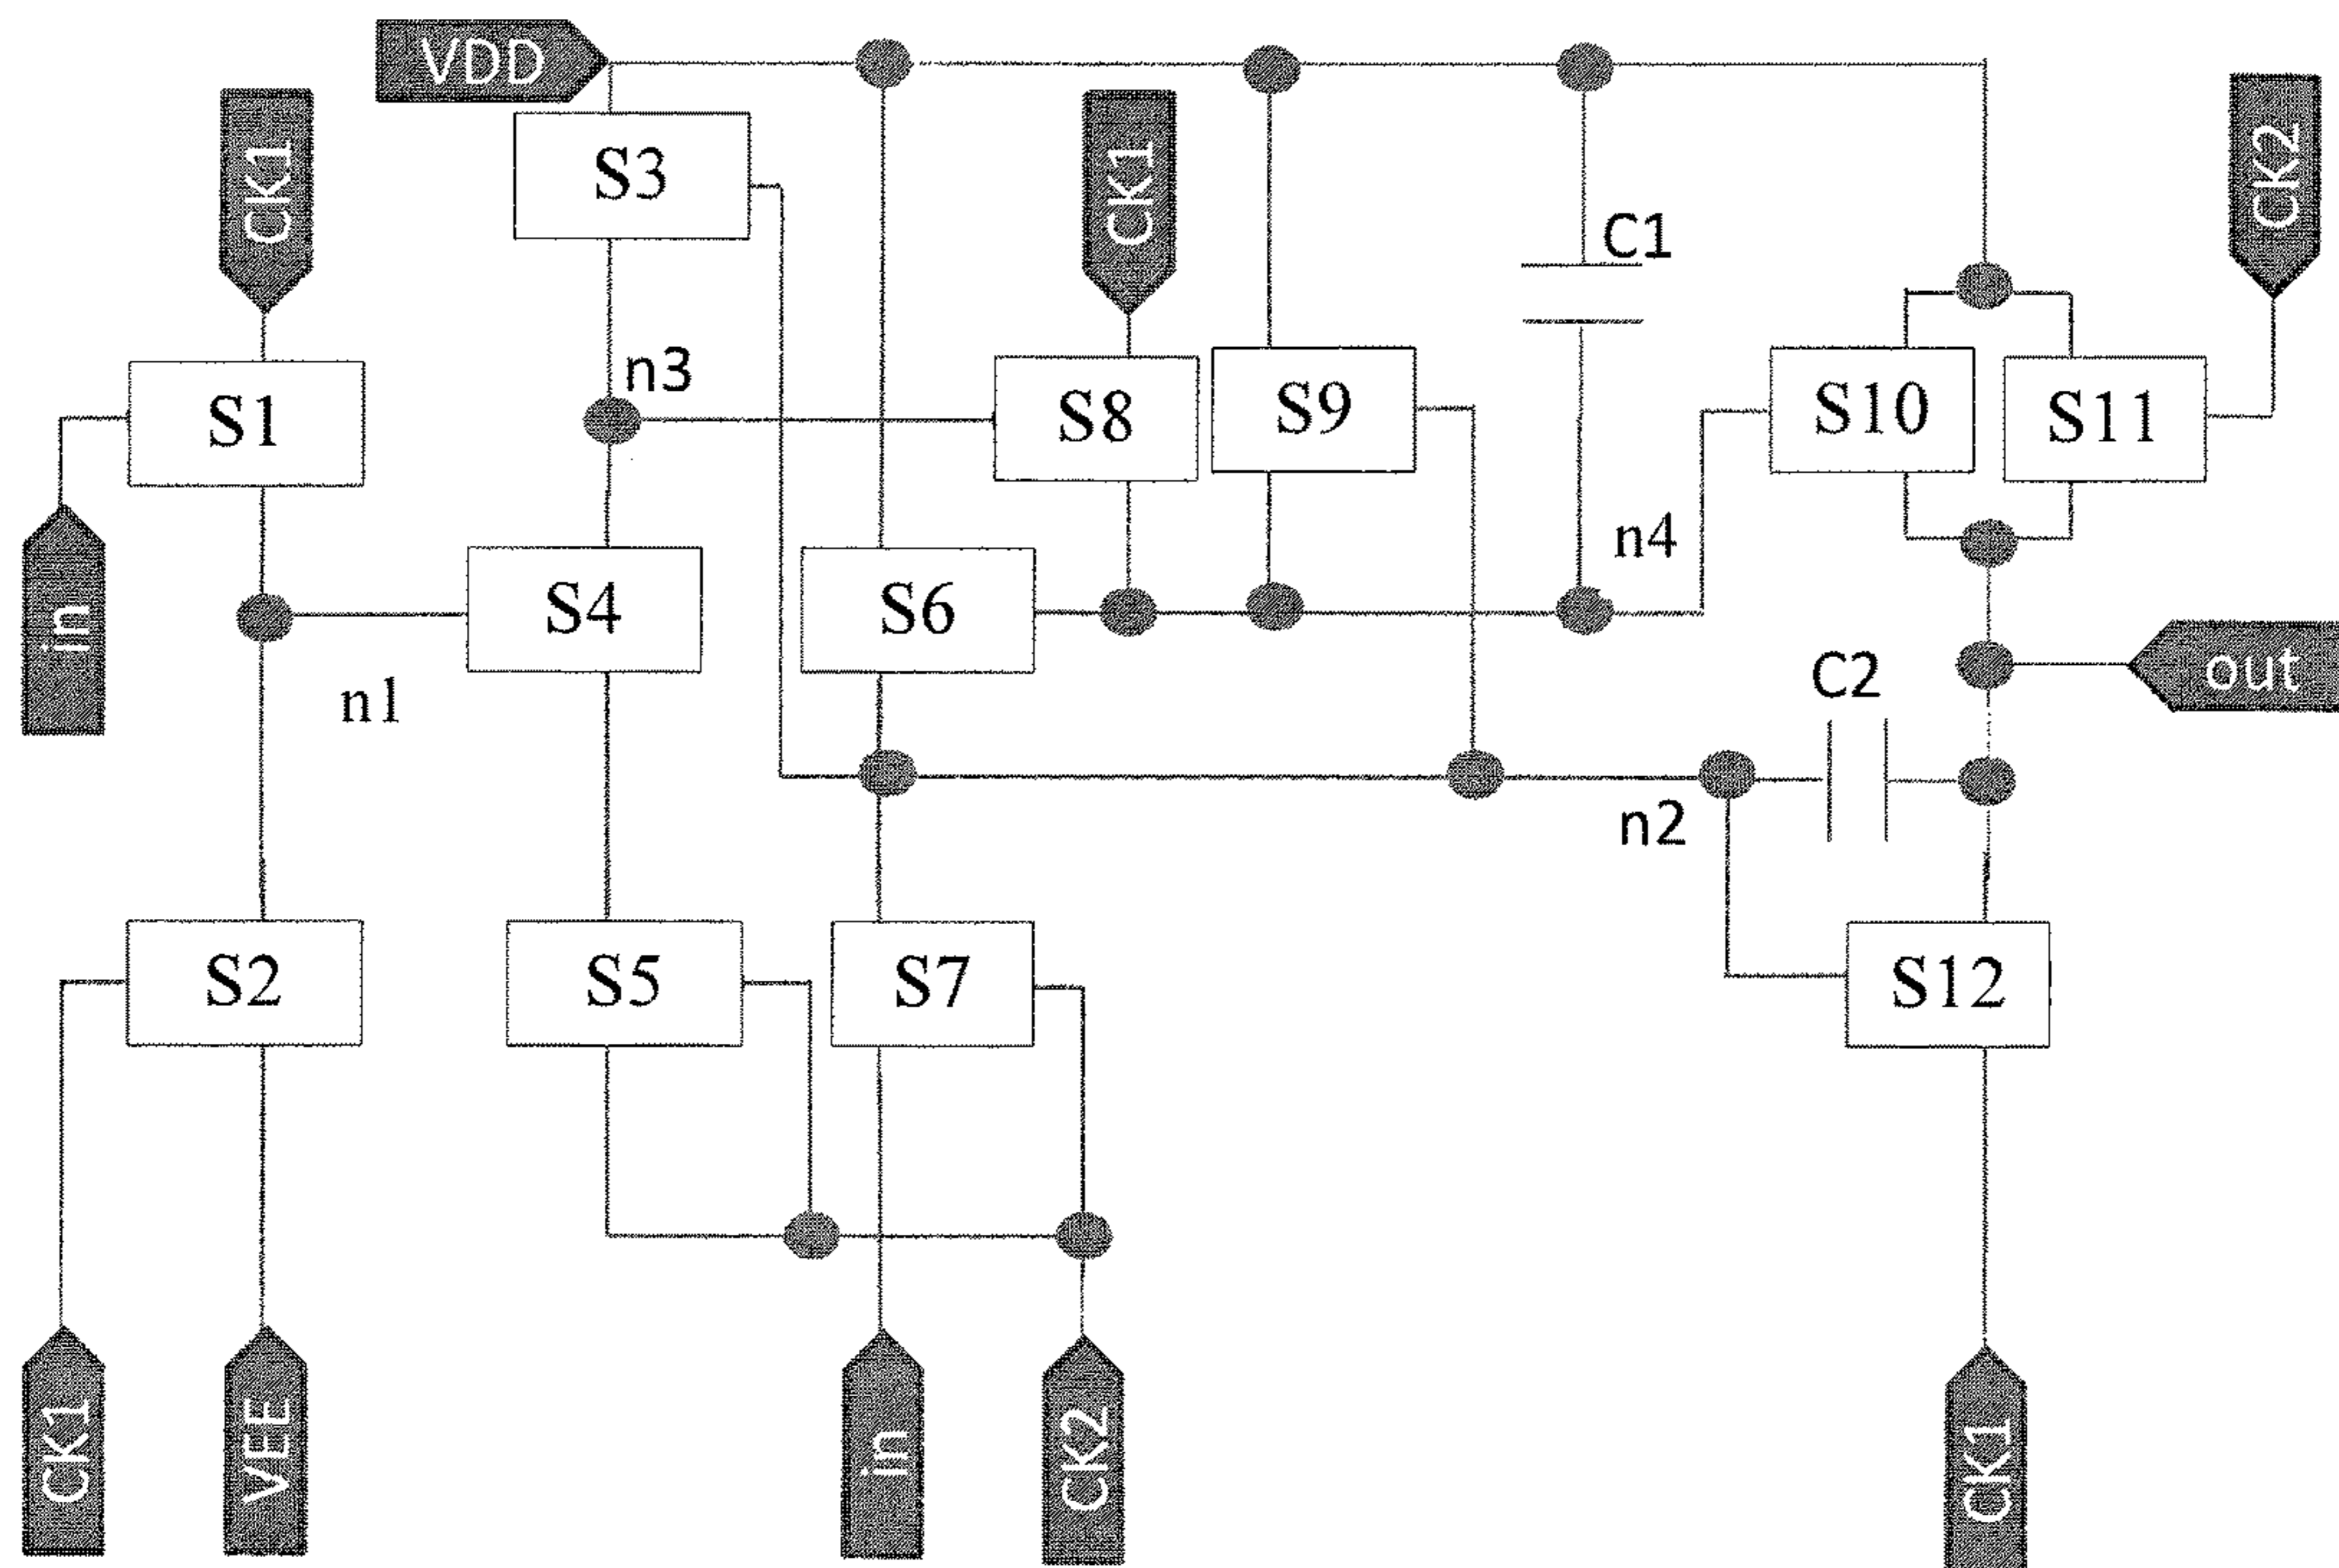 VDD
CK1
CK1
CK2
S3
C1
n3
S1
S8
S9
S10
S11
in
n4
S4
S6
out
n1
C2
n2
S2
S5
S7
S12
CK1
VEE
in
CK2
CK1